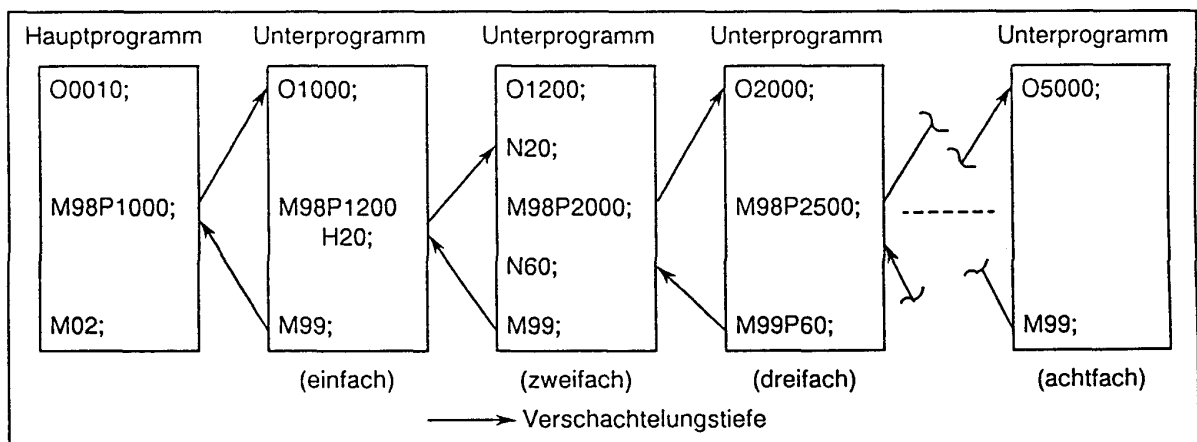 Hauptprogramm Unterprogramm Unterprogramm Unterprogramm Unterprogramm
O0010; O1000; O1200; O2000; O5000;
N20;
M98P1000; M98P1200 M98P2000; M98P2500;
H20;
N60;
M02; M99; M99; M99P60; M99;
(einfach) (zweifach) (dreifach) (achtfach)
Verschachtelungstiefe